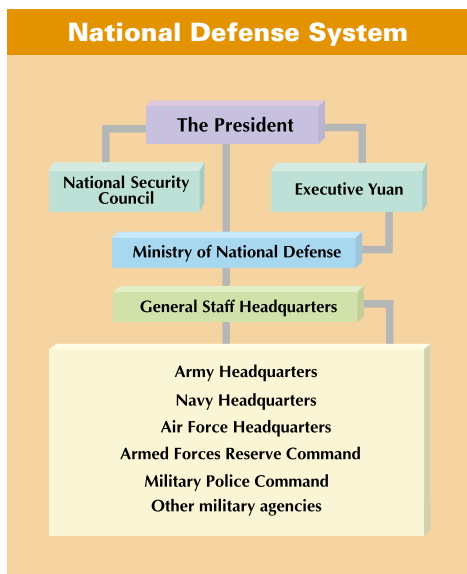 National Defense System
The President
National Security
Council
Executive Yuan
Ministry of National Defense
General Staff Headquarters
Army Headquarters
Navy Headquarters
Air Force Headquarters
Armed Forces Reserve Command
Military Police Command
Other military agencies